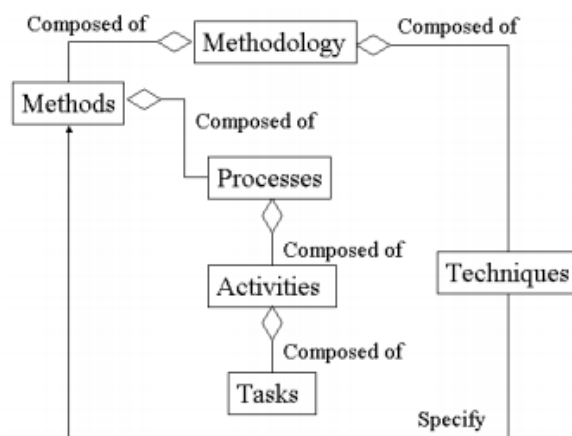 Composed of
Methodology
Composed of
Methods
Composed of
Processes
Composed of
Techniques
Activities
Composed of
Tasks
Specify